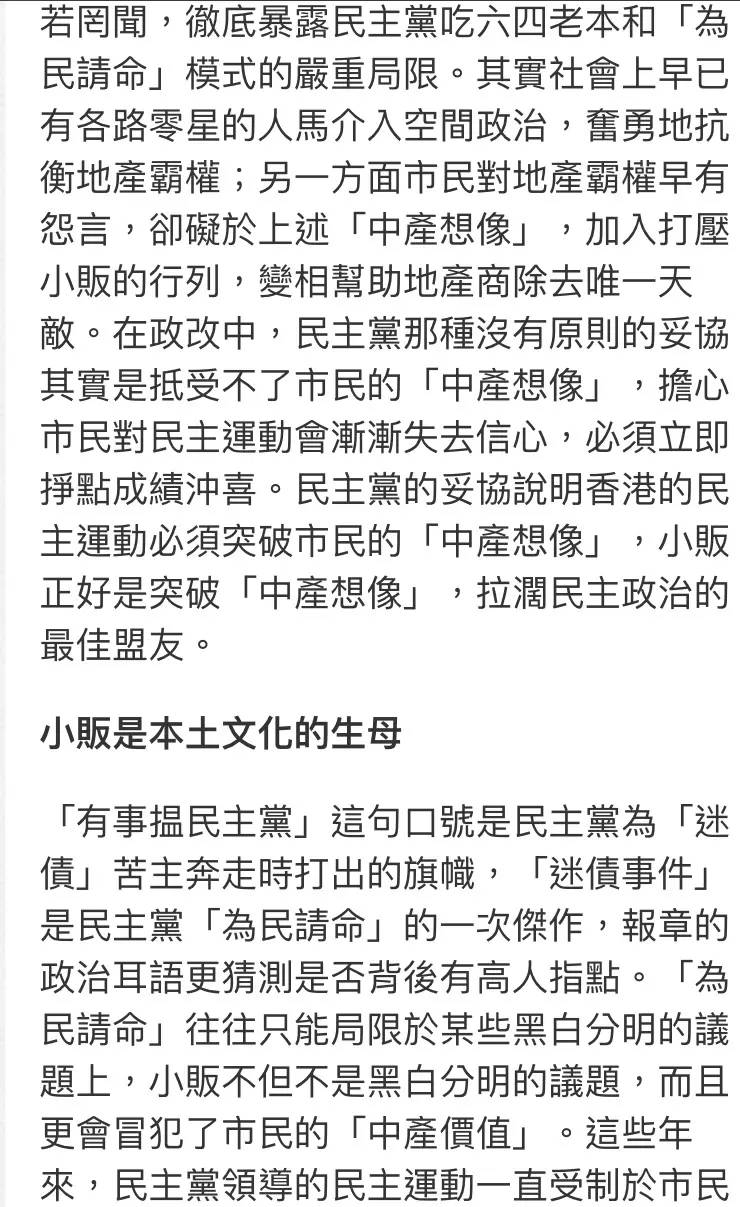 若罔聞，徹底暴露民主黨吃六四老本和「為
民請命」模式的嚴重局限。其實社會上早已
有各路零星的人馬介入空間政治，奮勇地抗
衡地產霸權；另一方面市民對地產霸權早有
怨言，卻礙於上述「中產想像」，加入打壓
小販的行列，變相幫助地產商除去唯一天
敵。在政改中，民主黨那種沒有原則的妥協
其實是抵受不了市民的「中產想像」，擔心
市民對民主運動會漸漸失去信心，必須立即
掙點成績沖喜。民主黨的妥協說明香港的民
主運動必須突破市民的「中產想像」，小販
正好是突破「中產想像」，拉濶民主政治的
最佳盟友。
小販是本土文化的生母
「有事搵民主黨」這句口號是民主黨為「迷
債」苦主奔走時打出的旗幟，「迷債事件」
是民主黨「為民請命」的一次傑作，報章的
政治耳語更猜測是否背後有高人指點。「為
民請命」往往只能局限於某些黑白分明的議
題上，小販不但不是黑白分明的議題，而且
更會冒犯了市民的「中產價值」。這些年
來，民主黨領導的民主運動一直受制於市民